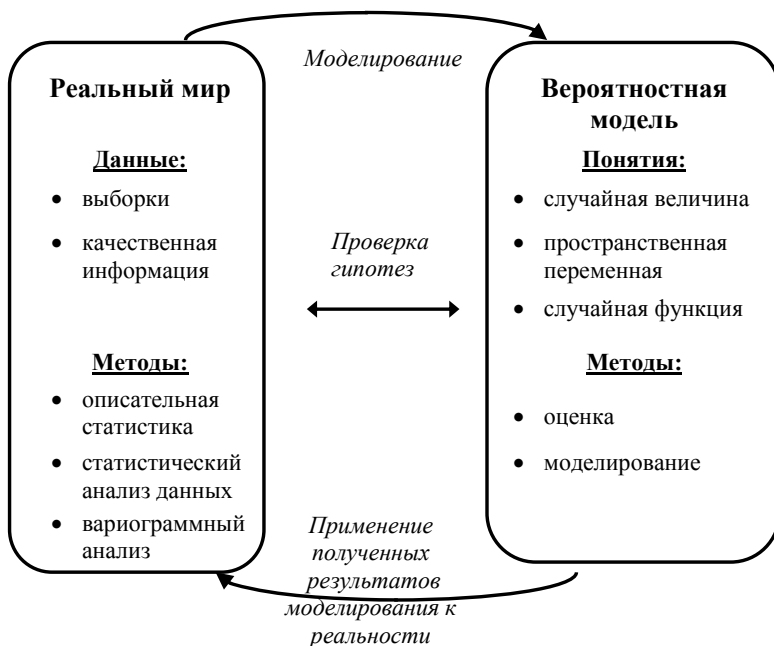 Моделирование
Реальный мир
Данные:
• выборки
• качественная
информация
Методы:
• описательная
статистика
• статистический
анализ данных
• вариограммный
анализ
Проверка
гипотез
Вероятностная
модель
Понятия:
• случайная величина
• пространственная
переменная
• случайная функция
Методы:
• оценка
• моделирование
Применение
полученных
результатов
моделирования к
реальности